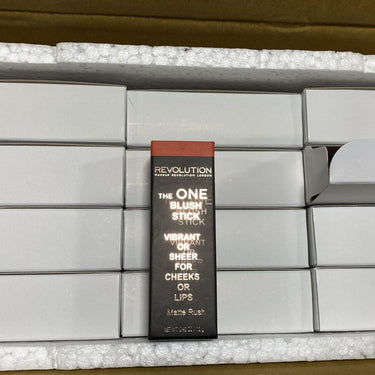 REVOLUTION
MAKEUP REVOLUTION LONDON
THE ONE
BLUSH
STICK
VIBRANT
OR
SHEER
FOR
CHEEKS
OR
LIPS
Matte Rush